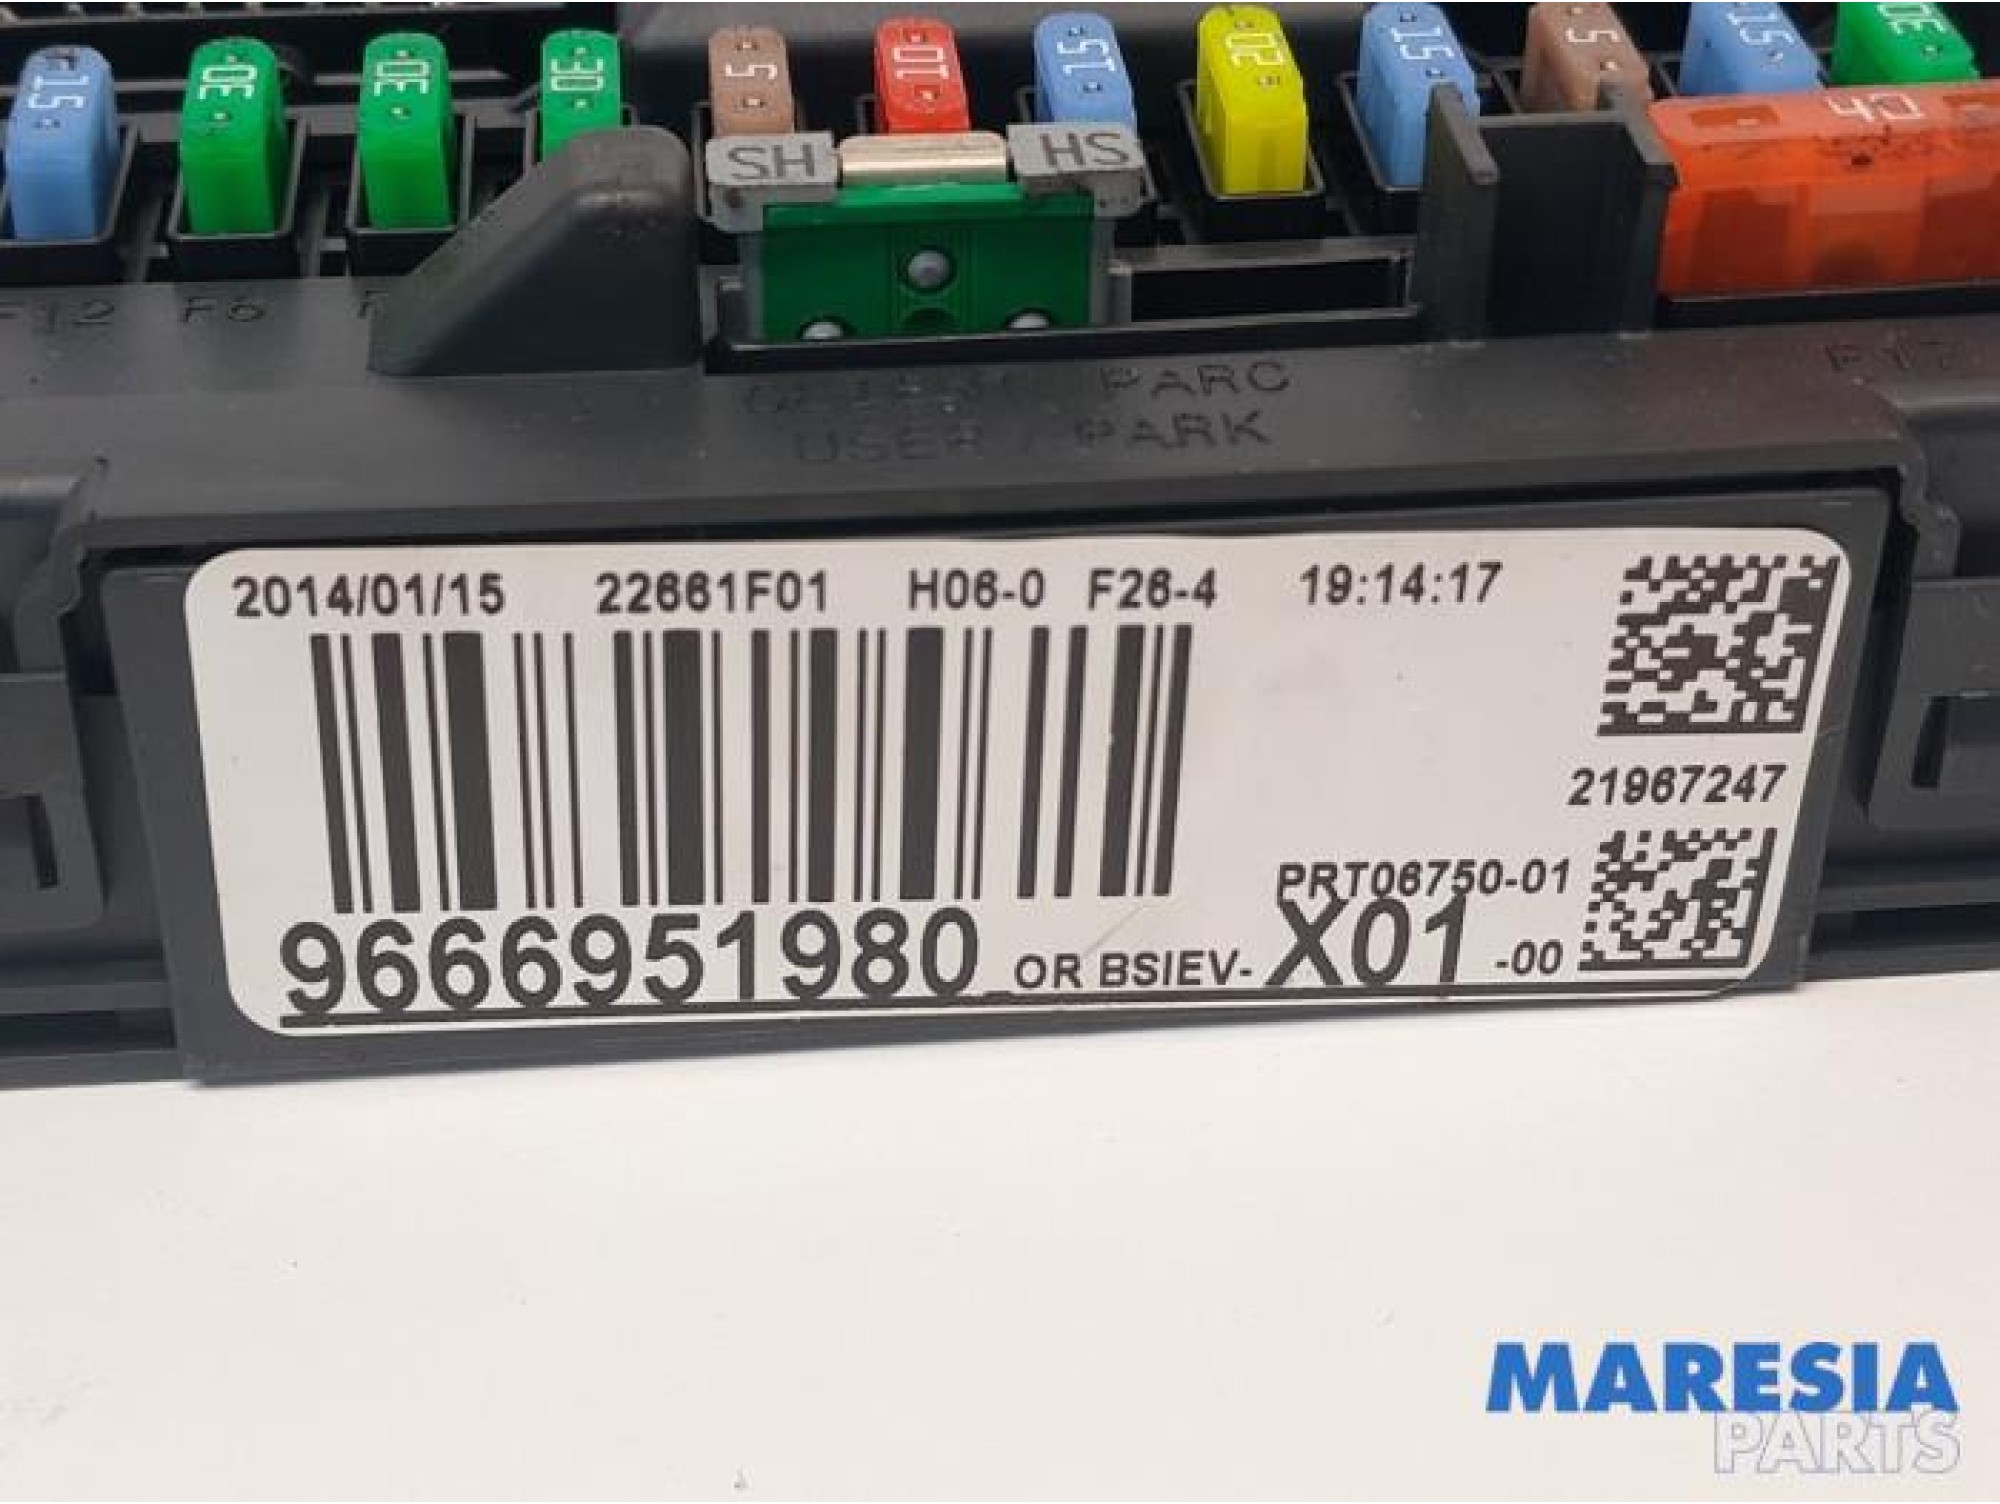 15 30 30 30 5 10 15 20 15 5 15 30
SH HS 40
F12 F6
PARC
USER / PARK
2014/01/15 22661F01 H06-0 F26-4 19:14:17
21967247
PRT06750-01
9666951980 OR BSIEV-X01-00
MARESIA
PARTS